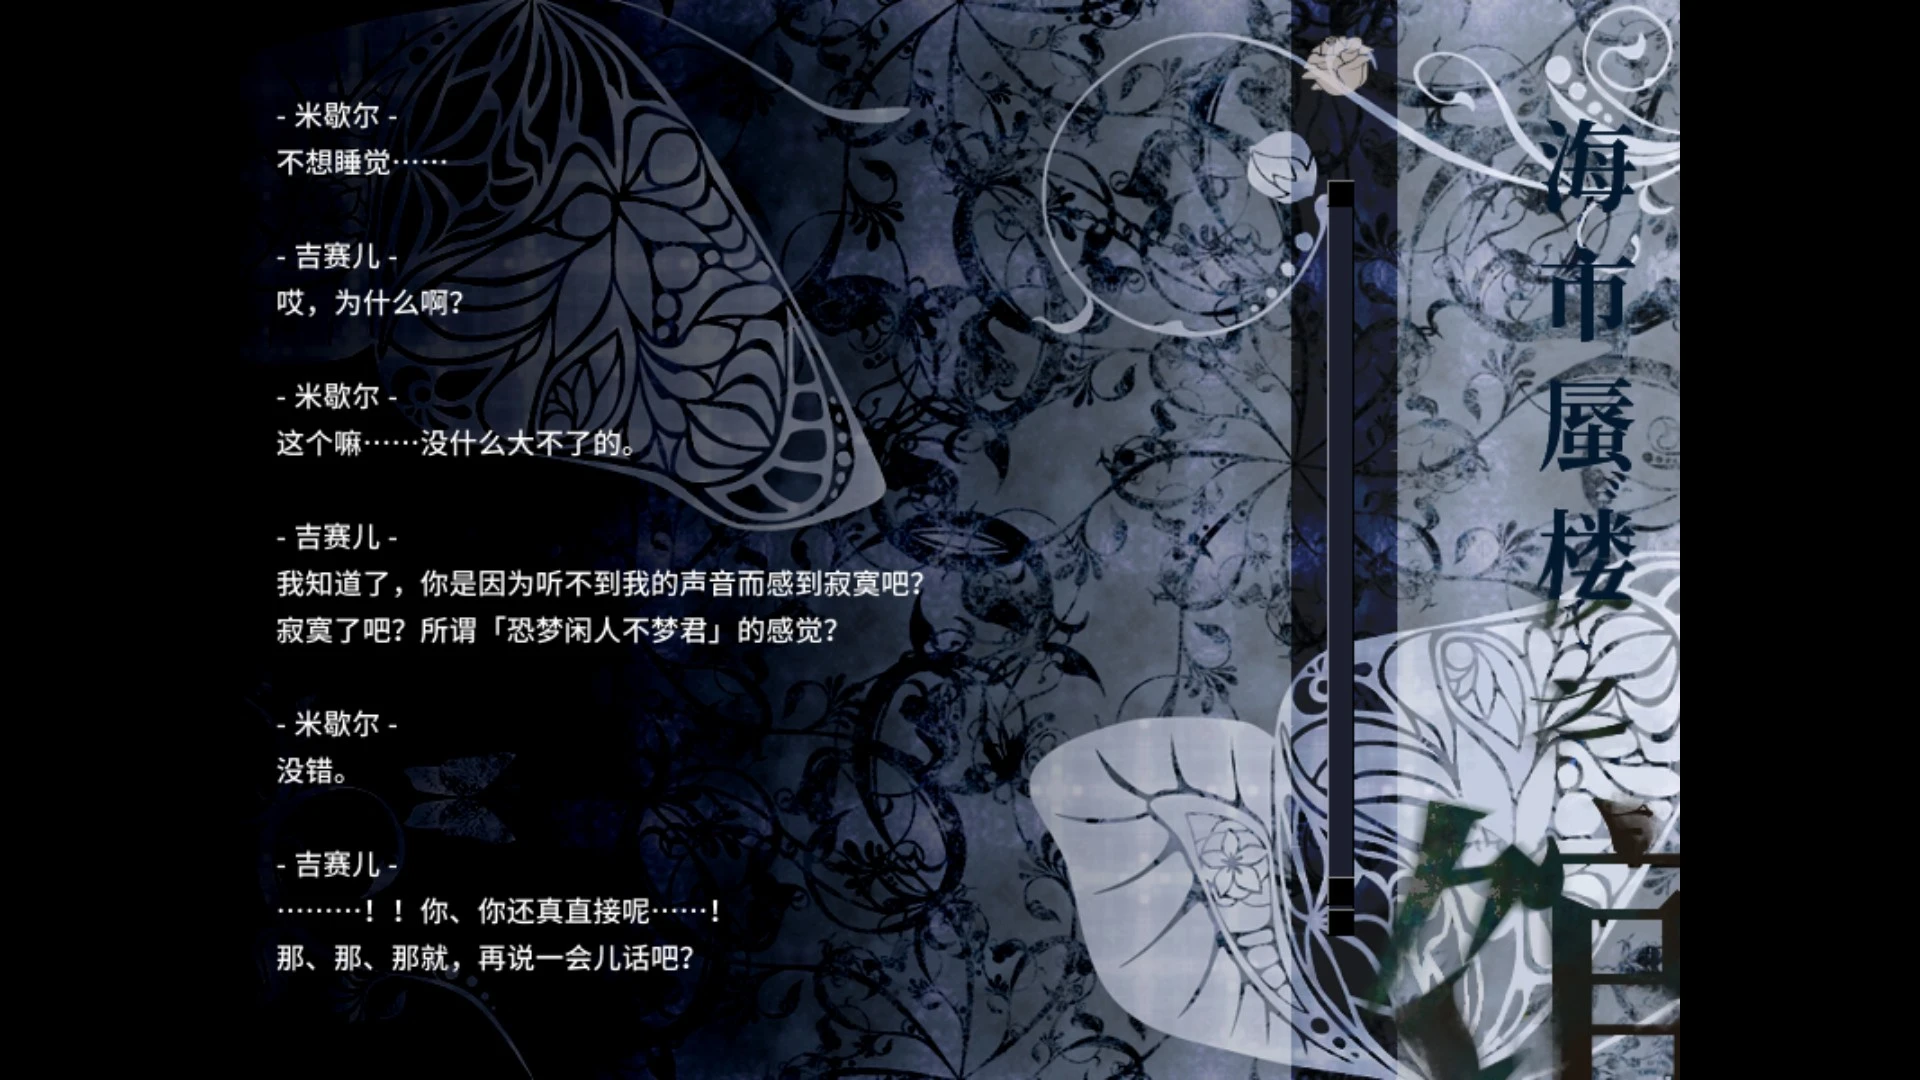 - 米歇尔 -
不想睡觉……
- 吉赛儿 -
哎，为什么啊？
- 米歇尔 -
这个嘛……没什么大不了的。
- 吉赛儿 -
我知道了，你是因为听不到我的声音而感到寂寞吧？
寂寞了吧？所谓「恐梦闲人不梦君」的感觉？
- 米歇尔 -
没错。
- 吉赛儿 -
………！！你、你还真直接呢……！
那、那、那就，再说一会儿话吧？
海市蜃楼之馆